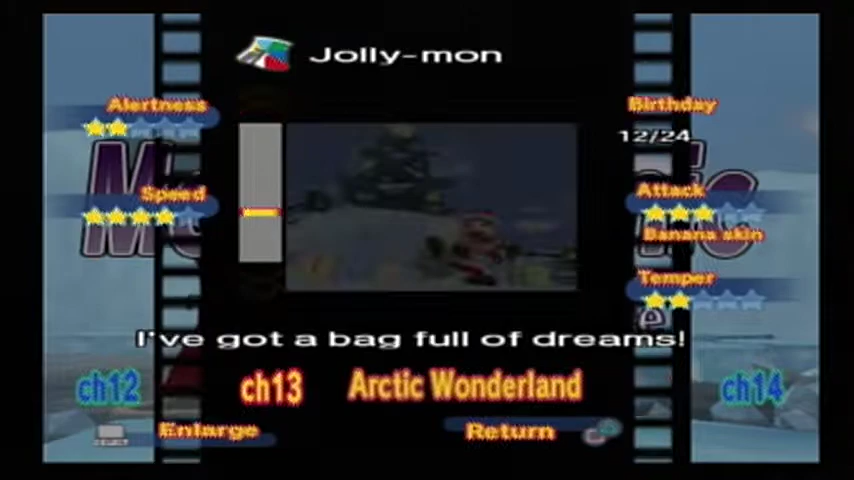 Jolly-mon
Alertness
Birthday
12/24
Speed
Attack
Banana skin
Temper
I've got a bag full of dreams!
ch12
ch13
Arctic Wonderland
ch14
Enlarge
Return